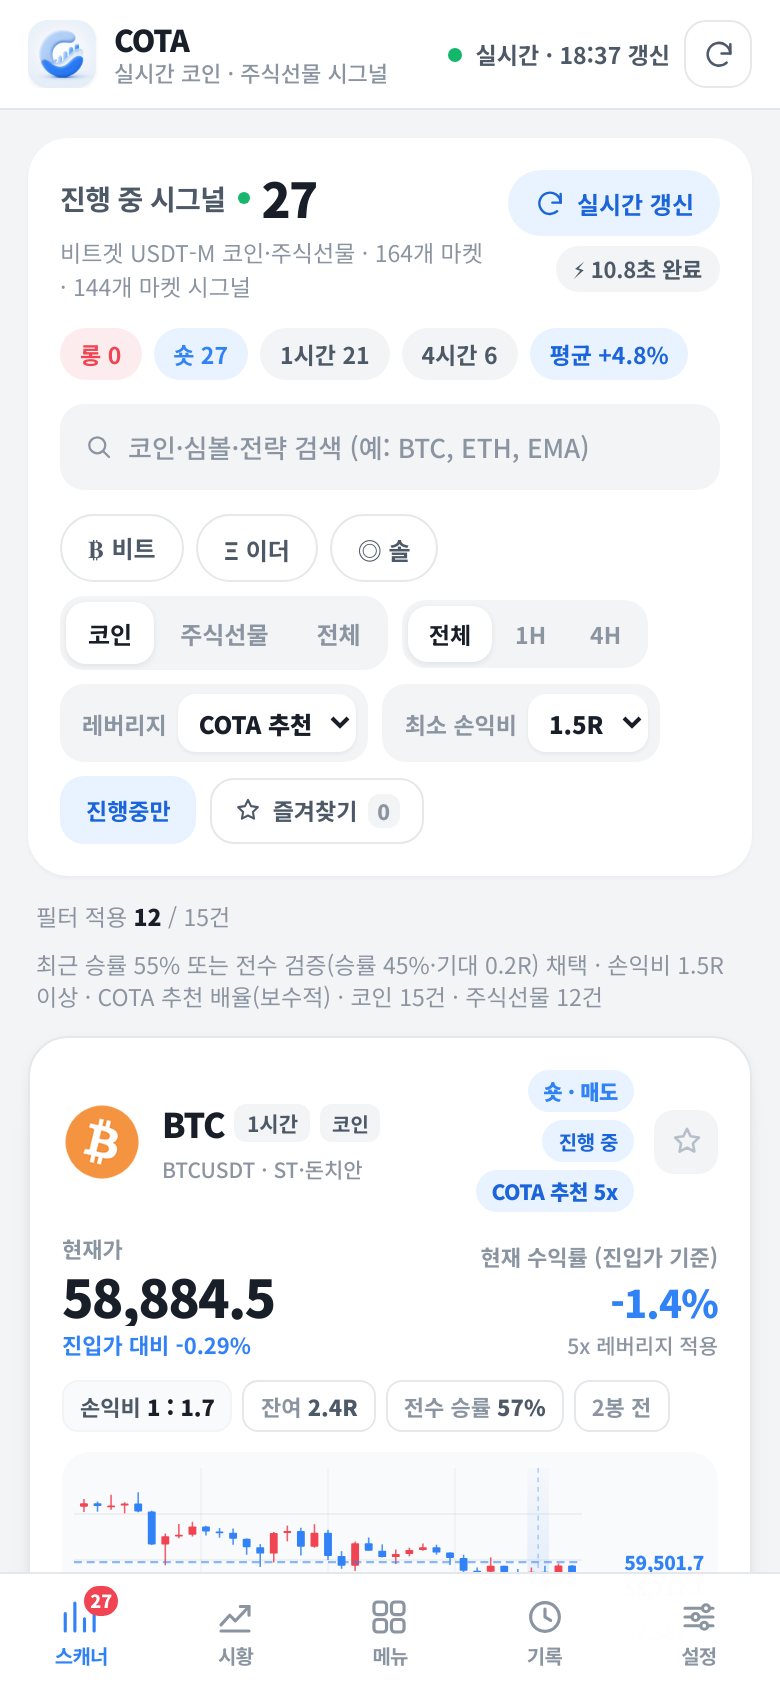 COTA
실시간 코인 · 주식선물 시그널
실시간 · 18:37 갱신
진행 중 시그널 27
실시간 갱신
비트겟 USDT-M 코인·주식선물 · 164개 마켓
· 144개 마켓 시그널
⚡ 10.8초 완료
롱 0 숏 27 1시간 21 4시간 6 평균 +4.8%
코인·심볼·전략 검색 (예: BTC, ETH, EMA)
₿ 비트 Ξ 이더 ◎ 솔
코인 주식선물 전체 전체 1H 4H
레버리지 COTA 추천 최소 손익비 1.5R
진행중만 즐겨찾기 0
필터 적용 12 / 15건
최근 승률 55% 또는 전수 검증(승률 45%·기대 0.2R) 채택 · 손익비 1.5R
이상 · COTA 추천 배율(보수적) · 코인 15건 · 주식선물 12건
BTC 1시간 코인
BTCUSDT · ST·돈치안
숏 · 매도
진행 중
COTA 추천 5x
현재가
58,884.5
진입가 대비 -0.29%
현재 수익률 (진입가 기준)
-1.4%
5x 레버리지 적용
손익비 1 : 1.7 잔여 2.4R 전수 승률 57% 2봉 전
59,501.7
27
스캐너 시황 메뉴 기록 설정